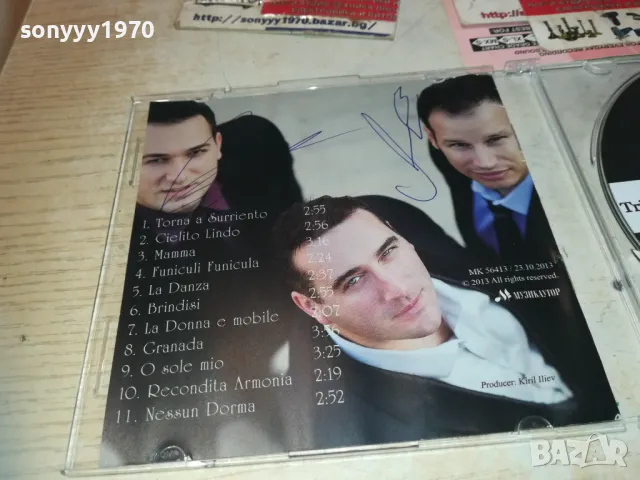 sonyyy1970
http://sonyyy1970.bazar.bg/
1. Torna a Surriento 2:55
2. Cielito Lindo 2:56
3. Mamma 3:16
4. Funiculi Funicula 2:24
5. La Danza 2:37
6. Brindisi 2:55
7. La Donna e mobile 2:07
8. Granada 3:56
9. O sole mio 3:25
10. Recondita Armonia 2:19
11. Nessun Dorma 2:52
MK 56413 / 23.10.2013
© 2013 All rights reserved.
МУЗИКАУТОР
Producer: Kiril Iliev
BAZAR.bg